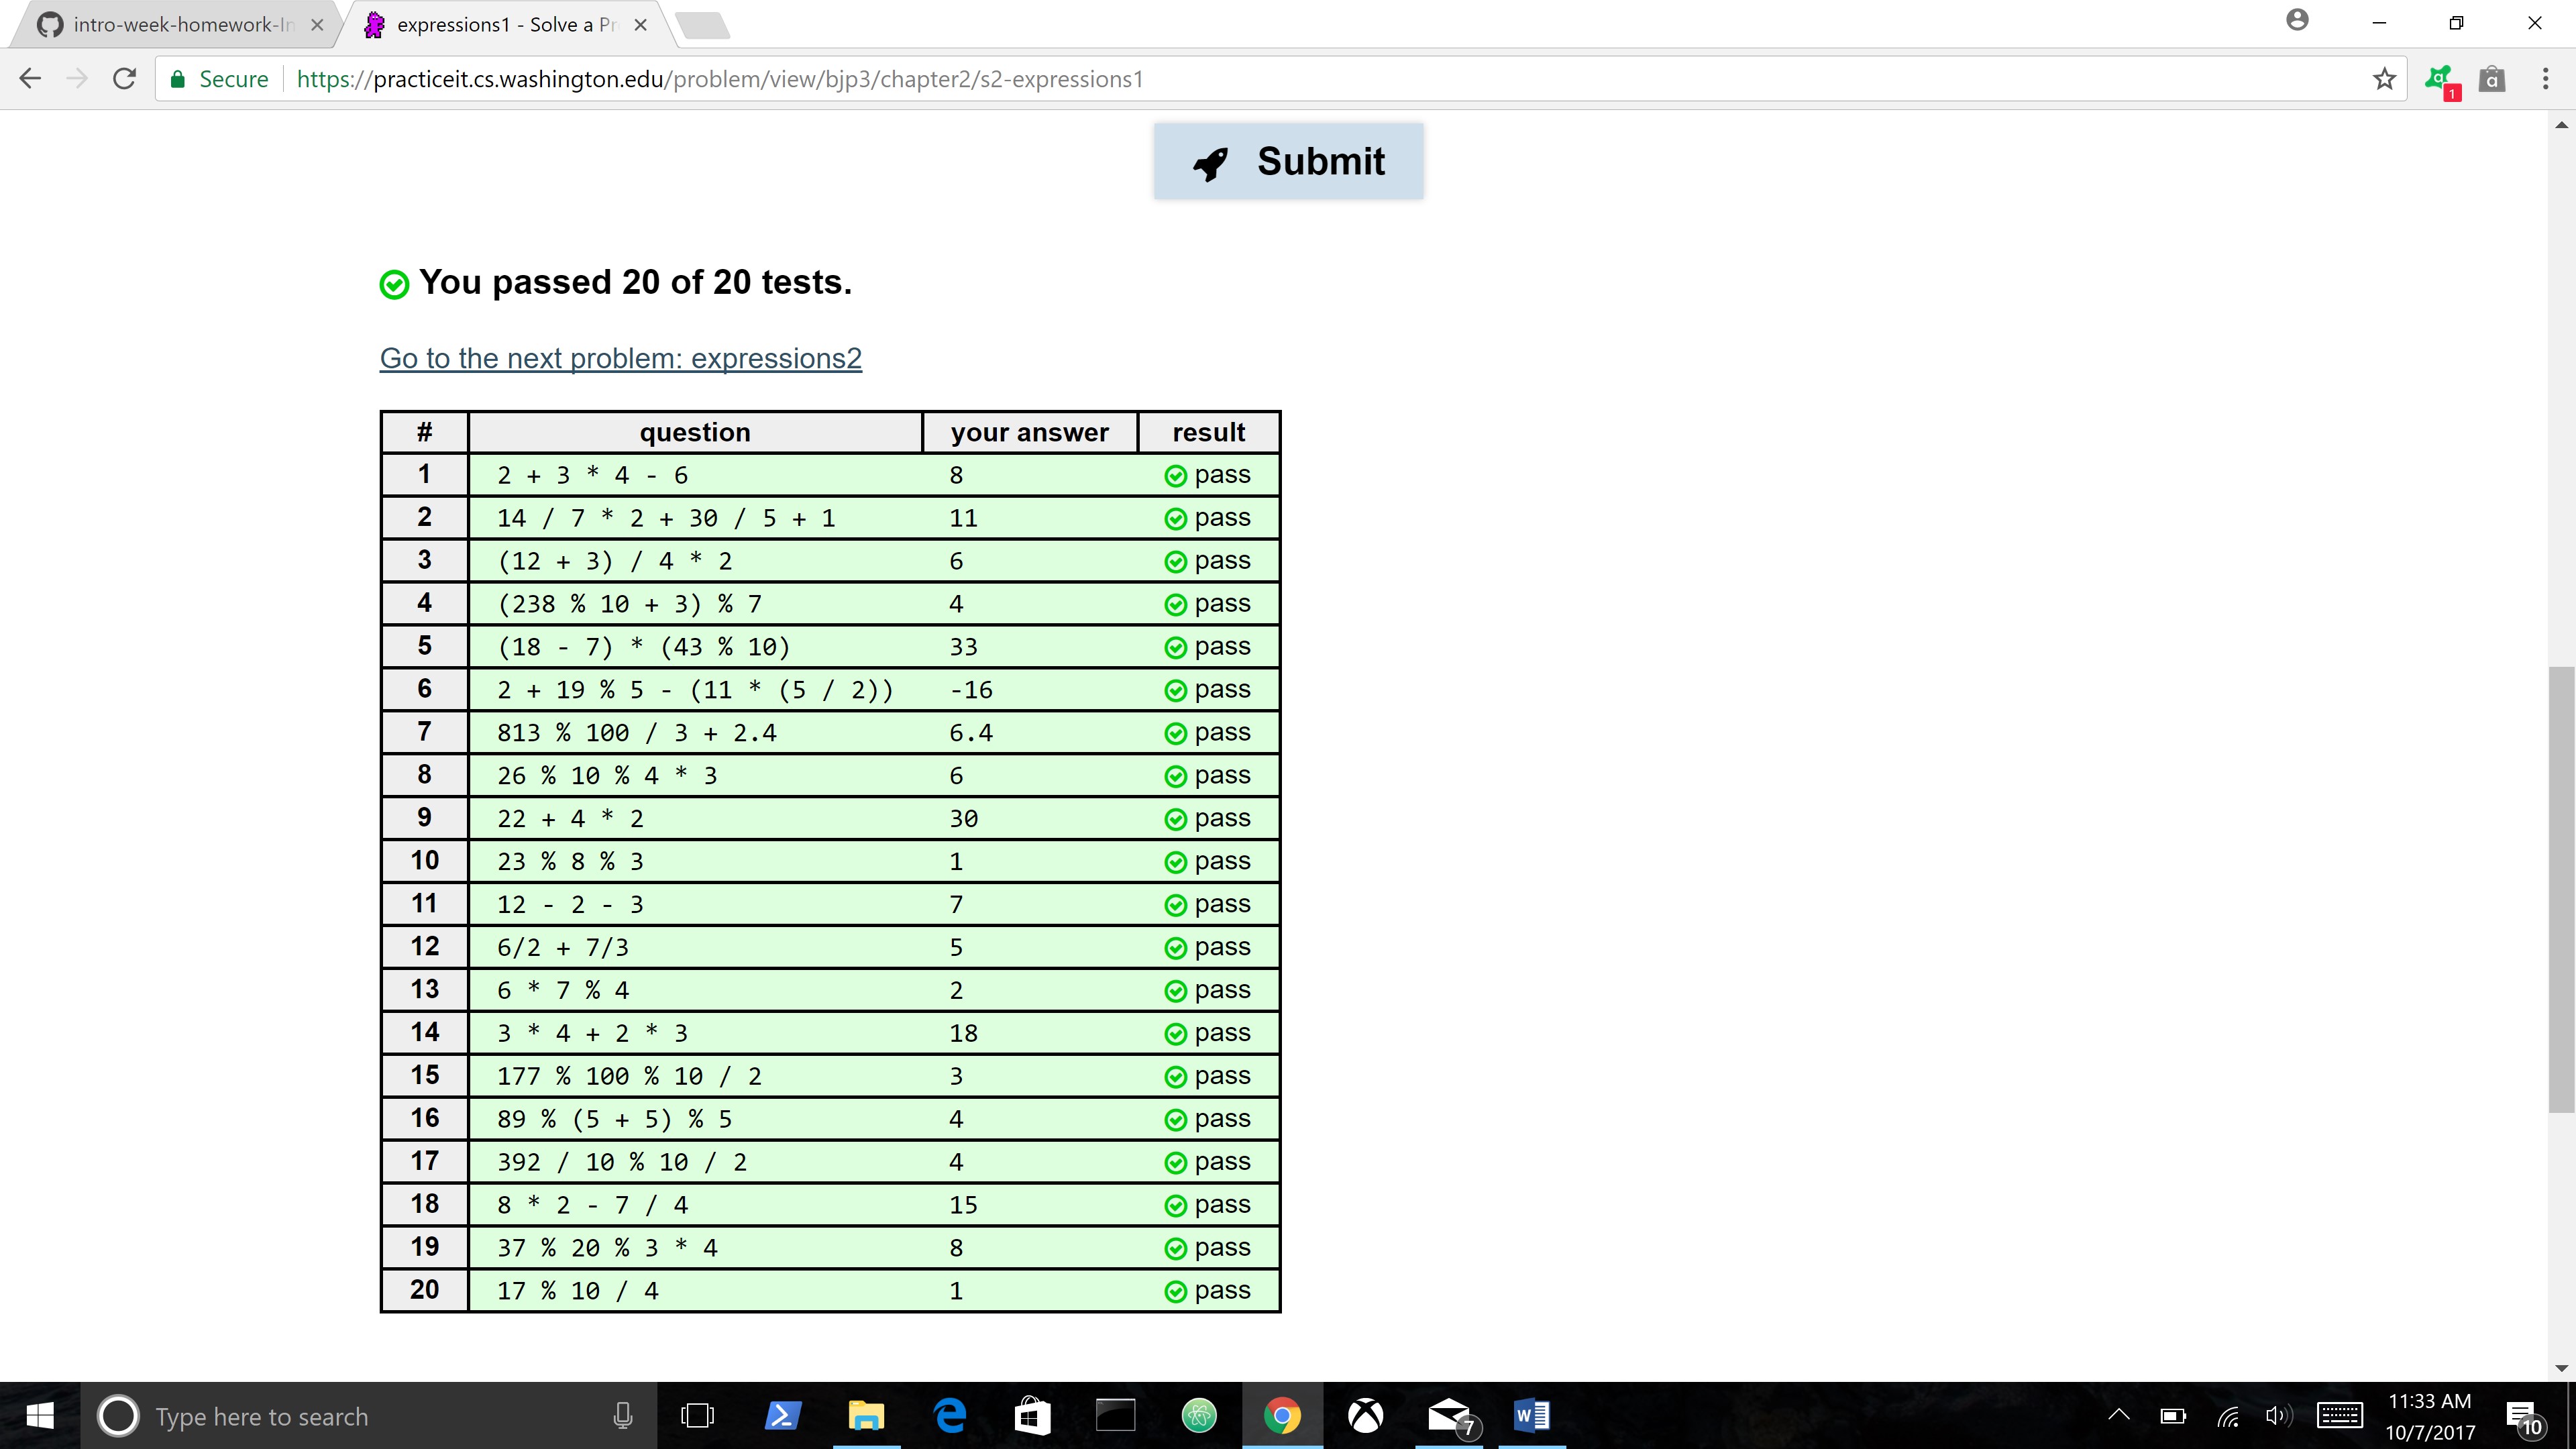 intro-week-homework-In
expressions1 - Solve a Pr
Secure https://practiceit.cs.washington.edu/problem/view/bjp3/chapter2/s2-expressions1
a 1 a
Submit
You passed 20 of 20 tests.
Go to the next problem: expressions2
# question your answer result
1 2 + 3 * 4 - 6 8 pass
2 14 / 7 * 2 + 30 / 5 + 1 11 pass
3 (12 + 3) / 4 * 2 6 pass
4 (238 % 10 + 3) % 7 4 pass
5 (18 - 7) * (43 % 10) 33 pass
6 2 + 19 % 5 - (11 * (5 / 2)) -16 pass
7 813 % 100 / 3 + 2.4 6.4 pass
8 26 % 10 % 4 * 3 6 pass
9 22 + 4 * 2 30 pass
10 23 % 8 % 3 1 pass
11 12 - 2 - 3 7 pass
12 6/2 + 7/3 5 pass
13 6 * 7 % 4 2 pass
14 3 * 4 + 2 * 3 18 pass
15 177 % 100 % 10 / 2 3 pass
16 89 % (5 + 5) % 5 4 pass
17 392 / 10 % 10 / 2 4 pass
18 8 * 2 - 7 / 4 15 pass
19 37 % 20 % 3 * 4 8 pass
20 17 % 10 / 4 1 pass
Type here to search
7
W
11:33 AM
10/7/2017
10